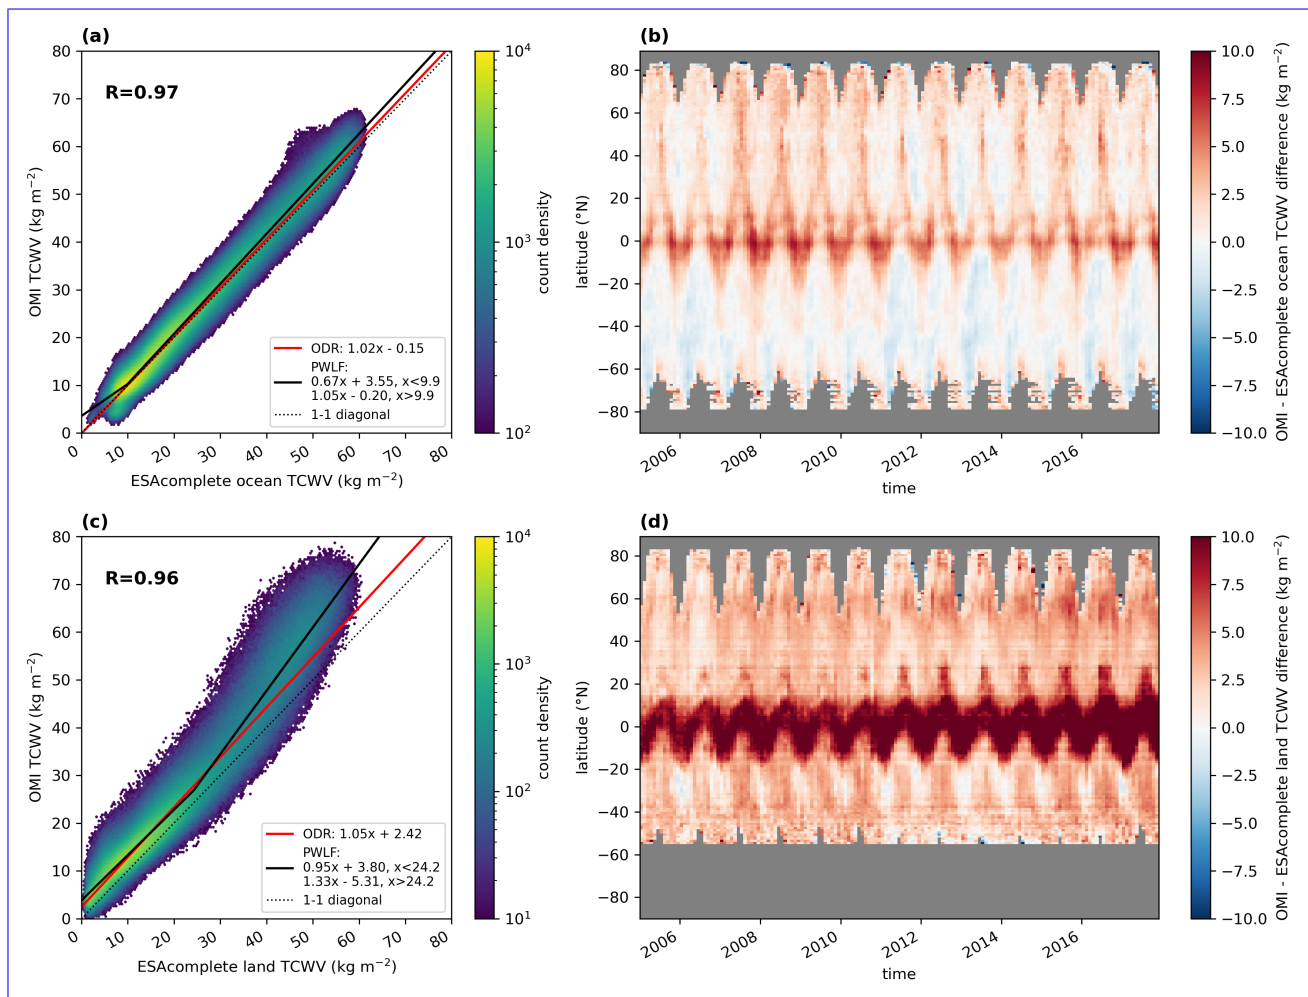 (a)
80
70
60
50
40
30
20
10
0
OMI TCWV (kg m⁻²)
R=0.97
ODR: 1.02x - 0.15
PWLF:
0.67x + 3.55, x<9.9
1.05x - 0.20, x>9.9
1-1 diagonal
0 10 20 30 40 50 60 70 80
ESAcomplete ocean TCWV (kg m⁻²)
10⁴
10³
10²
count density
(b)
80
60
40
20
0
−20
−40
−60
−80
latitude (°N)
2006 2008 2010 2012 2014 2016
time
10.0
7.5
5.0
2.5
0.0
−2.5
−5.0
−7.5
−10.0
OMI - ESAcomplete ocean TCWV difference (kg m⁻²)
(c)
80
70
60
50
40
30
20
10
0
OMI TCWV (kg m⁻²)
R=0.96
ODR: 1.05x + 2.42
PWLF:
0.95x + 3.80, x<24.2
1.33x - 5.31, x>24.2
1-1 diagonal
0 10 20 30 40 50 60 70 80
ESAcomplete land TCWV (kg m⁻²)
10⁴
10³
10²
10¹
count density
(d)
80
60
40
20
0
−20
−40
−60
−80
latitude (°N)
2006 2008 2010 2012 2014 2016
time
10.0
7.5
5.0
2.5
0.0
−2.5
−5.0
−7.5
−10.0
OMI - ESAcomplete land TCWV difference (kg m⁻²)